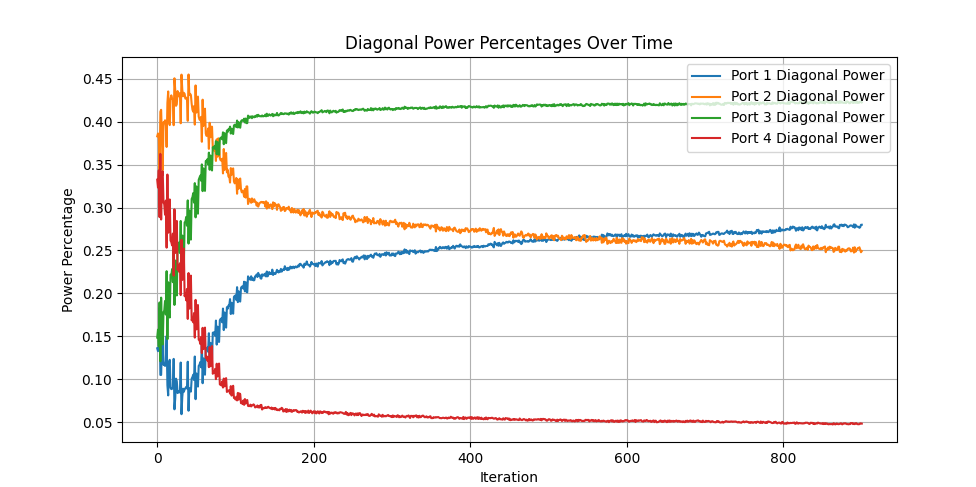 Diagonal Power Percentages Over Time
Port 1 Diagonal Power
Port 2 Diagonal Power
Port 3 Diagonal Power
Port 4 Diagonal Power
Power Percentage
0.45
0.40
0.35
0.30
0.25
0.20
0.15
0.10
0.05
0 200 400 600 800
Iteration